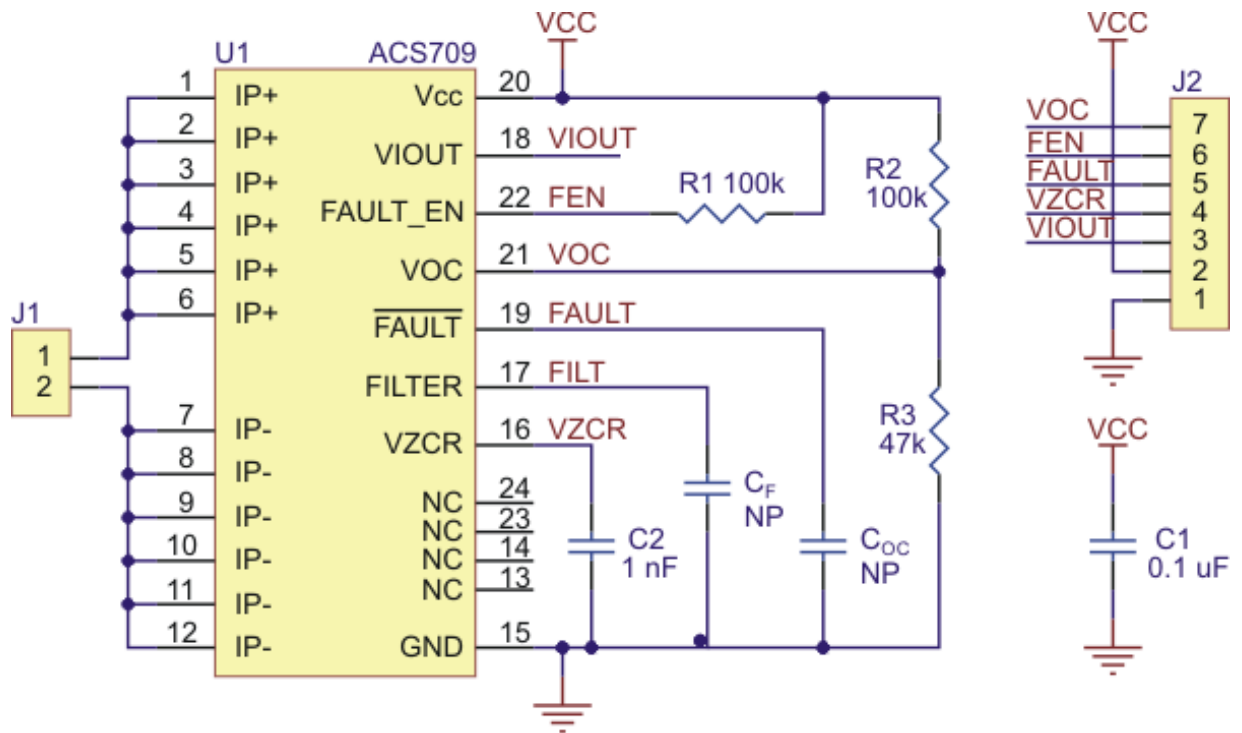 VCC
U1 ACS709
1 IP+ Vcc 20
2 IP+ VIOUT 18 VIOUT
3 IP+
4 IP+ FAULT_EN 22 FEN R1 100k
5 IP+ VOC 21 VOC
6 IP+ FAULT 19 FAULT
FILTER 17 FILT
7 IP- VZCR 16 VZCR
8 IP-
9 IP- NC 24
10 IP- NC 23
11 IP- NC 14
NC 13
12 IP- GND 15
J1
1
2
R2
100k
R3
47k
C2
1 nF
CF
NP
COC
NP
VCC
J2
VOC 7
FEN 6
FAULT 5
VZCR 4
VIOUT 3
2
1
VCC
C1
0.1 uF